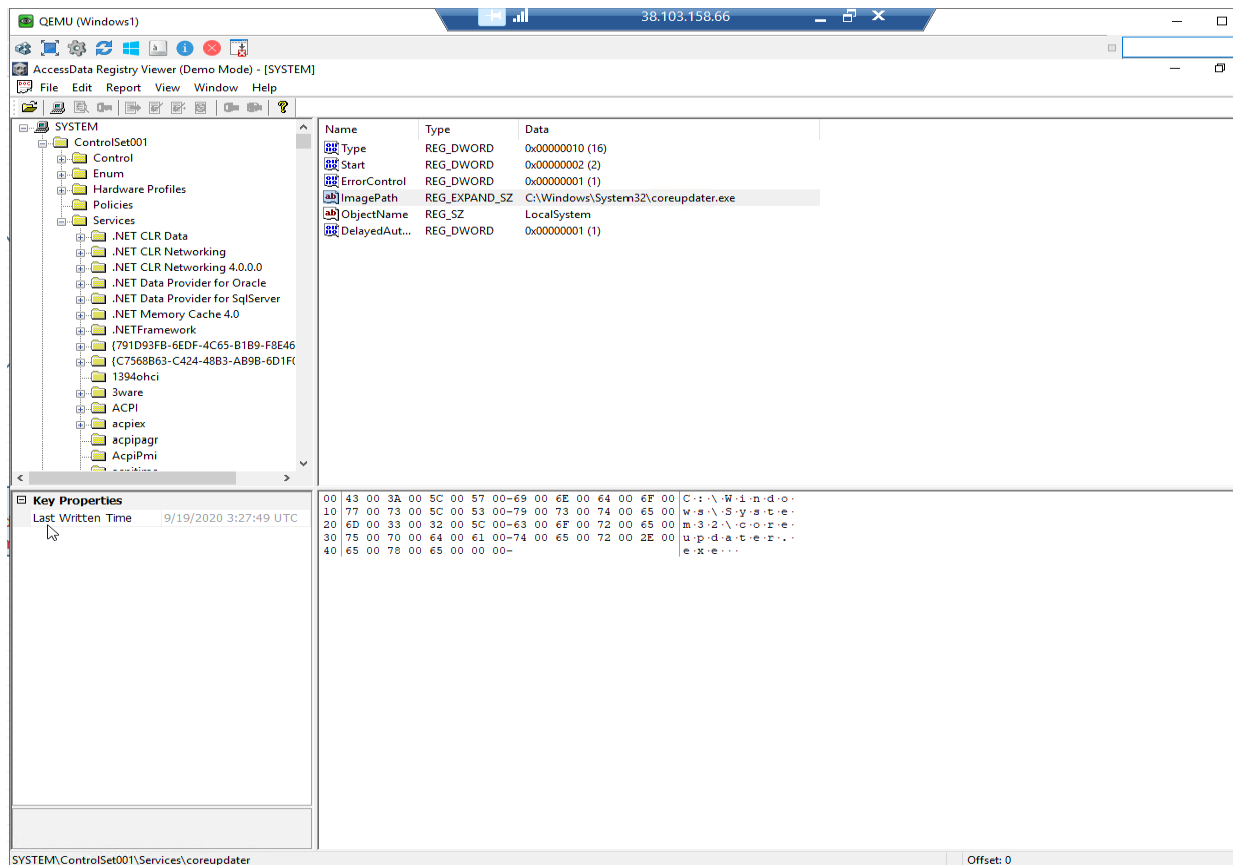 QEMU (Windows1)
38.103.158.66
AccessData Registry Viewer (Demo Mode) - [SYSTEM]
File Edit Report View Window Help
SYSTEM
ControlSet001
Control
Enum
Hardware Profiles
Policies
Services
.NET CLR Data
.NET CLR Networking
.NET CLR Networking 4.0.0.0
.NET Data Provider for Oracle
.NET Data Provider for SqlServer
.NET Memory Cache 4.0
.NETFramework
{791D93FB-6EDF-4C65-B1B9-F8E46
{C7568B63-C424-48B3-AB9B-6D1F0
1394ohci
3ware
ACPI
acpiex
acpipagr
AcpiPmi
Name Type Data
Type REG_DWORD 0x00000010 (16)
Start REG_DWORD 0x00000002 (2)
ErrorControl REG_DWORD 0x00000001 (1)
ImagePath REG_EXPAND_SZ C:\Windows\System32\coreupdater.exe
ObjectName REG_SZ LocalSystem
DelayedAut... REG_DWORD 0x00000001 (1)
Key Properties
Last Written Time 9/19/2020 3:27:49 UTC
00 43 00 3A 00 5C 00 57 00-69 00 6E 00 64 00 6F 00 C·:·\·W·i·n·d·o·
10 77 00 73 00 5C 00 53 00-79 00 73 00 74 00 65 00 w·s·\·S·y·s·t·e·
20 6D 00 33 00 32 00 5C 00-63 00 6F 00 72 00 65 00 m·3·2·\·c·o·r·e·
30 75 00 70 00 64 00 61 00-74 00 65 00 72 00 2E 00 u·p·d·a·t·e·r·.·
40 65 00 78 00 65 00 00 00- e·x·e···
SYSTEM\ControlSet001\Services\coreupdater
Offset: 0